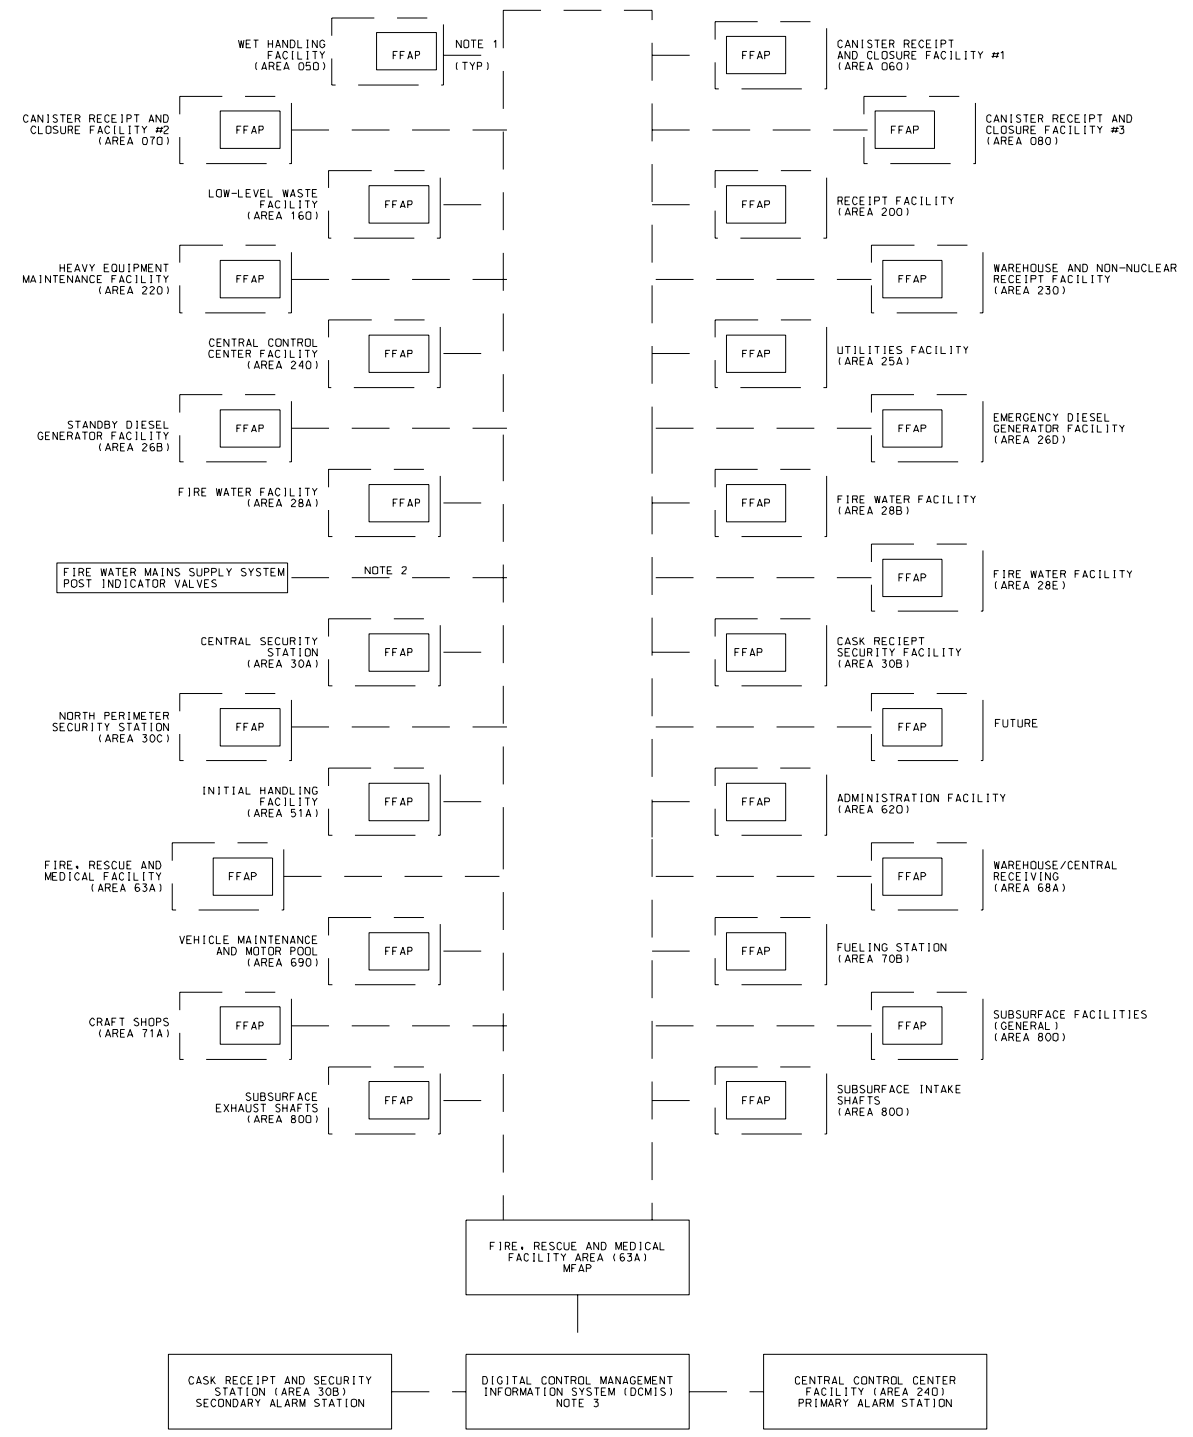 WET HANDLING
FACILITY
(AREA 050)
FFAP
NOTE 1
(TYP)
FFAP
CANISTER RECEIPT
AND CLOSURE FACILITY #1
(AREA 060)
CANISTER RECEIPT AND
CLOSURE FACILITY #2
(AREA 070)
FFAP
FFAP
CANISTER RECEIPT AND
CLOSURE FACILITY #3
(AREA 080)
LOW-LEVEL WASTE
FACILITY
(AREA 160)
FFAP
FFAP
RECEIPT FACILITY
(AREA 200)
HEAVY EQUIPMENT
MAINTENANCE FACILITY
(AREA 220)
FFAP
FFAP
WAREHOUSE AND NON-NUCLEAR
RECEIPT FACILITY
(AREA 230)
CENTRAL CONTROL
CENTER FACILITY
(AREA 240)
FFAP
FFAP
UTILITIES FACILITY
(AREA 25A)
STANDBY DIESEL
GENERATOR FACILITY
(AREA 26B)
FFAP
FFAP
EMERGENCY DIESEL
GENERATOR FACILITY
(AREA 26D)
FIRE WATER FACILITY
(AREA 28A)
FFAP
FFAP
FIRE WATER FACILITY
(AREA 28B)
FIRE WATER MAINS SUPPLY SYSTEM
POST INDICATOR VALVES
NOTE 2
FFAP
FIRE WATER FACILITY
(AREA 28E)
CENTRAL SECURITY
STATION
(AREA 30A)
FFAP
FFAP
CASK RECIEPT
SECURITY FACILITY
(AREA 30B)
NORTH PERIMETER
SECURITY STATION
(AREA 30C)
FFAP
FFAP
FUTURE
INITIAL HANDLING
FACILITY
(AREA 51A)
FFAP
FFAP
ADMINISTRATION FACILITY
(AREA 620)
FIRE, RESCUE AND
MEDICAL FACILITY
(AREA 63A)
FFAP
FFAP
WAREHOUSE/CENTRAL
RECEIVING
(AREA 68A)
VEHICLE MAINTENANCE
AND MOTOR POOL
(AREA 690)
FFAP
FFAP
FUELING STATION
(AREA 70B)
CRAFT SHOPS
(AREA 71A)
FFAP
FFAP
SUBSURFACE FACILITIES
(GENERAL)
(AREA 800)
SUBSURFACE
EXHAUST SHAFTS
(AREA 800)
FFAP
FFAP
SUBSURFACE INTAKE
SHAFTS
(AREA 800)
FIRE, RESCUE AND MEDICAL
FACILITY AREA (63A)
MFAP
CASK RECEIPT AND SECURITY
STATION (AREA 30B)
SECONDARY ALARM STATION
DIGITAL CONTROL MANAGEMENT
INFORMATION SYSTEM (DCMIS)
NOTE 3
CENTRAL CONTROL CENTER
FACILITY (AREA 240)
PRIMARY ALARM STATION